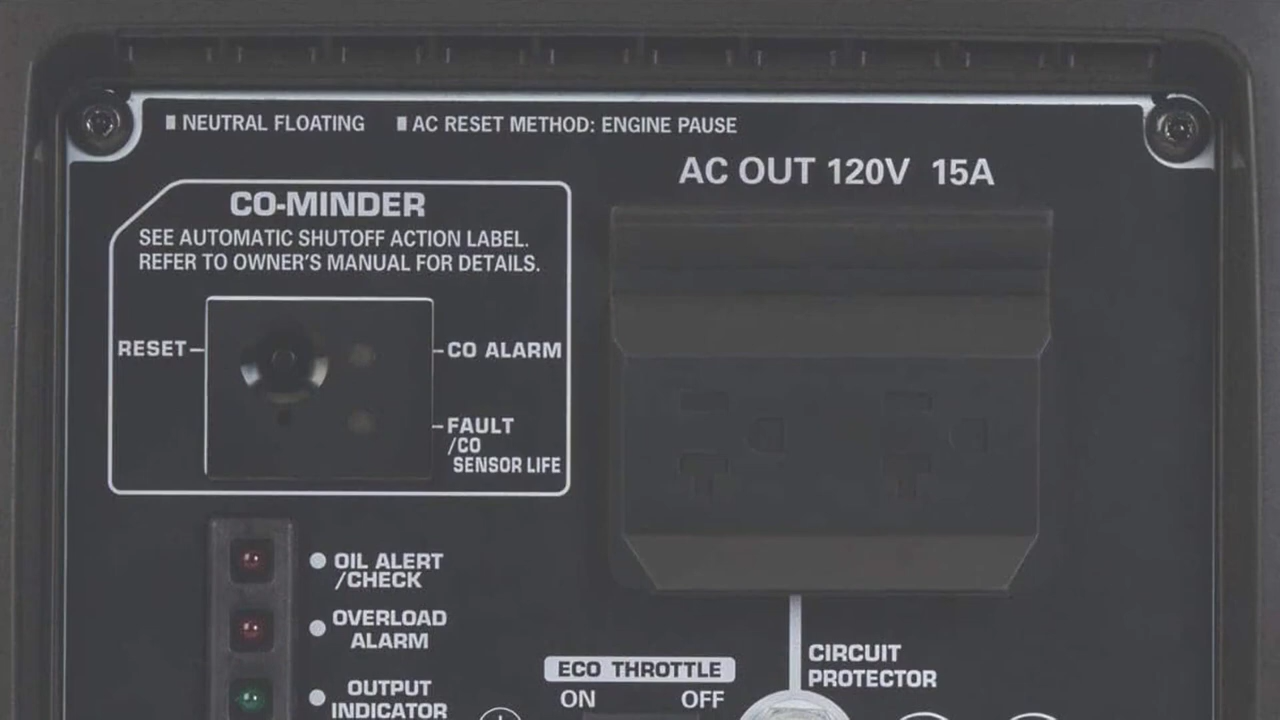 NEUTRAL FLOATING
AC RESET METHOD: ENGINE PAUSE
AC OUT 120V 15A
CO-MINDER
SEE AUTOMATIC SHUTOFF ACTION LABEL.
REFER TO OWNER'S MANUAL FOR DETAILS.
RESET
CO ALARM
FAULT
/CO
SENSOR LIFE
OIL ALERT
/CHECK
OVERLOAD
ALARM
OUTPUT
INDICATOR
ECO THROTTLE
ON OFF
CIRCUIT
PROTECTOR